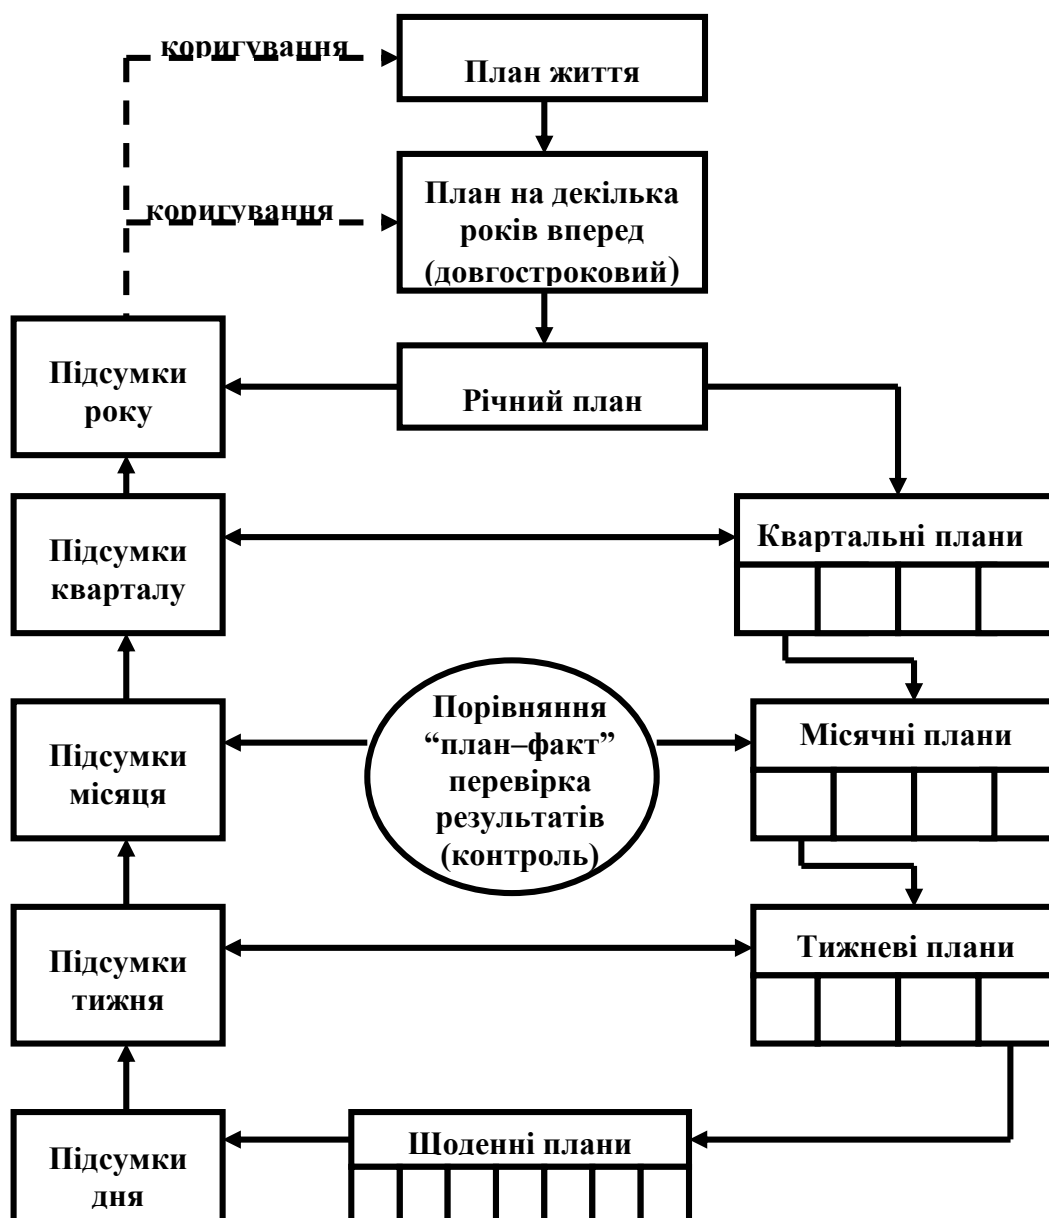 коригування
План життя
коригування
План на декілька
років вперед
(довгостроковий)
Підсумки
року
Річний план
Підсумки
кварталу
Квартальні плани
Порівняння
“план–факт”
перевірка
результатів
(контроль)
Підсумки
місяця
Місячні плани
Підсумки
тижня
Тижневі плани
Підсумки
дня
Щоденні плани